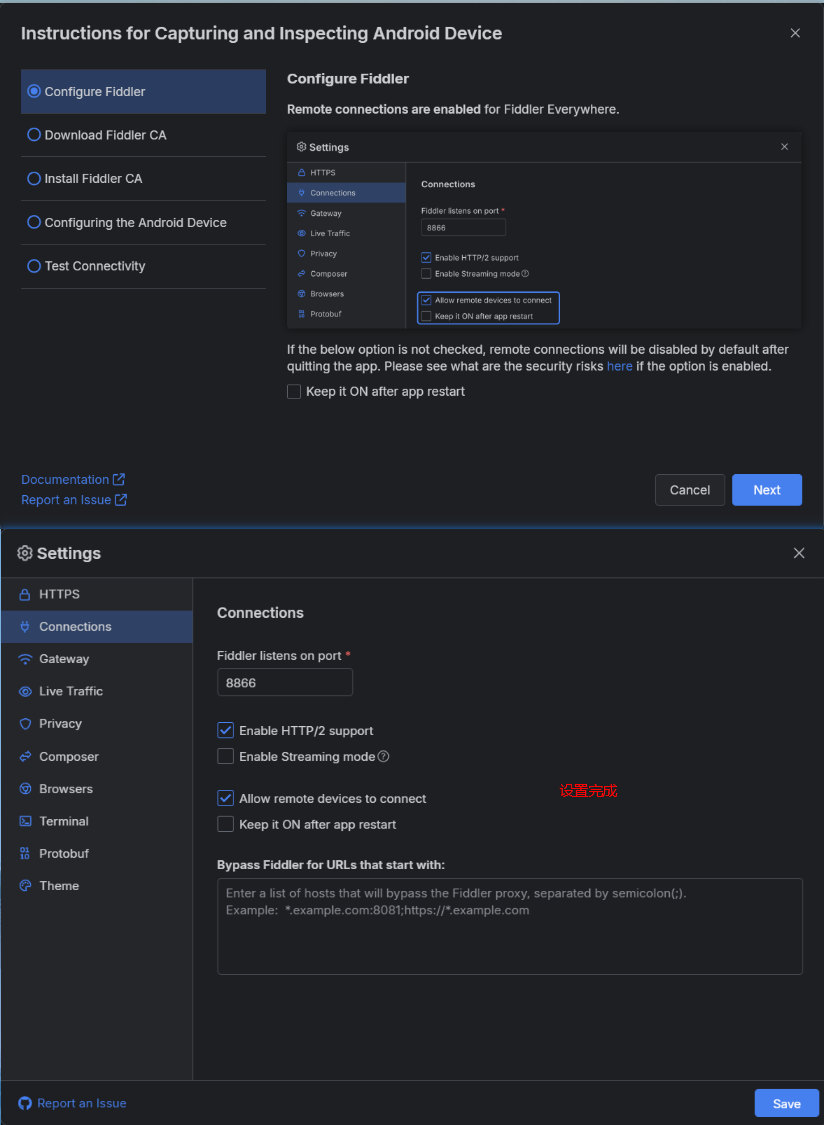 Instructions for Capturing and Inspecting Android Device
Configure Fiddler
Download Fiddler CA
Install Fiddler CA
Configuring the Android Device
Test Connectivity
Configure Fiddler
Remote connections are enabled for Fiddler Everywhere.
Settings
HTTPS
Connections
Gateway
Live Traffic
Privacy
Composer
Browsers
Protobuf
Connections
Fiddler listens on port *
8866
Enable HTTP/2 support
Enable Streaming mode
Allow remote devices to connect
Keep it ON after app restart
If the below option is not checked, remote connections will be disabled by default after
quitting the app. Please see what are the security risks here if the option is enabled.
Keep it ON after app restart
Documentation
Report an Issue
Cancel
Next
Settings
HTTPS
Connections
Gateway
Live Traffic
Privacy
Composer
Browsers
Terminal
Protobuf
Theme
Connections
Fiddler listens on port *
8866
Enable HTTP/2 support
Enable Streaming mode
Allow remote devices to connect
设置完成
Keep it ON after app restart
Bypass Fiddler for URLs that start with:
Enter a list of hosts that will bypass the Fiddler proxy, separated by semicolon(;).
Example: *.example.com:8081;https://*.example.com
Report an Issue
Save